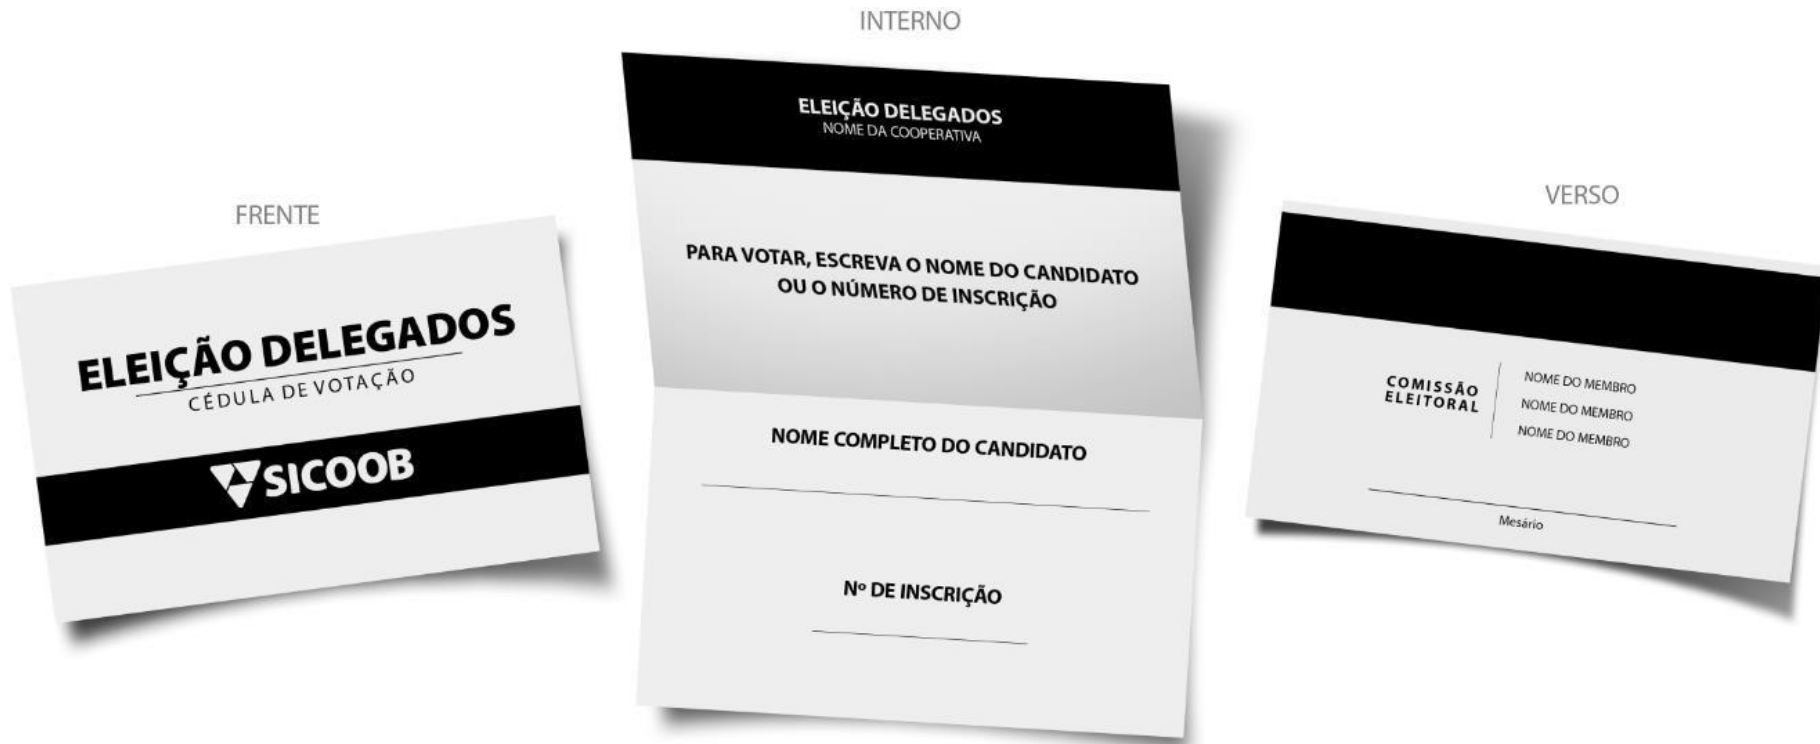 FRENTE
ELEIÇÃO DELEGADOS
CÉDULA DE VOTAÇÃO
SICOOB
INTERNO
ELEIÇÃO DELEGADOS
NOME DA COOPERATIVA
PARA VOTAR, ESCREVA O NOME DO CANDIDATO
OU O NÚMERO DE INSCRIÇÃO
NOME COMPLETO DO CANDIDATO
Nº DE INSCRIÇÃO
VERSO
COMISSÃO
ELEITORAL
NOME DO MEMBRO
NOME DO MEMBRO
NOME DO MEMBRO
Mesário